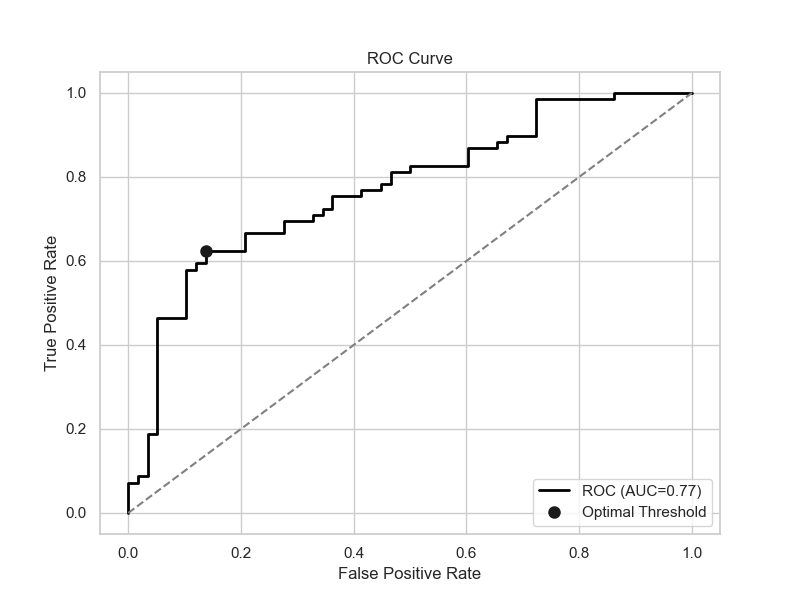 ROC Curve
1.0
0.8
0.6
0.4
0.2
0.0
True Positive Rate
0.0 0.2 0.4 0.6 0.8 1.0
False Positive Rate
ROC (AUC=0.77)
Optimal Threshold